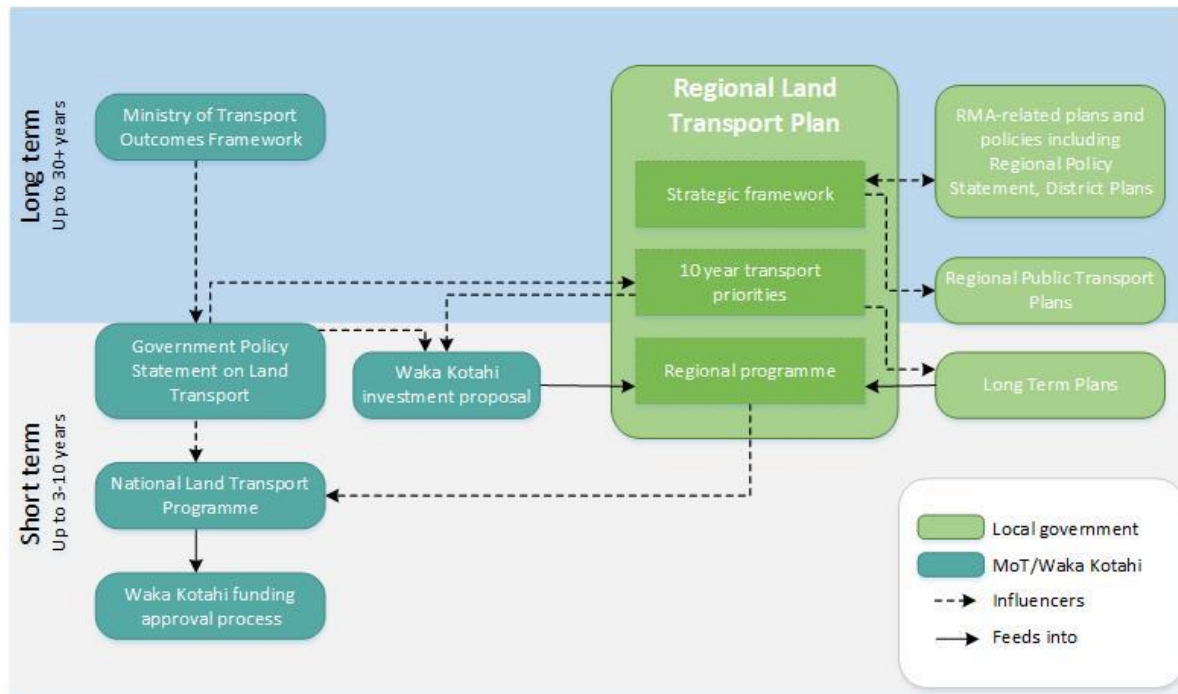 Long term
Up to 30+ years
Ministry of Transport
Outcomes Framework
Regional Land
Transport Plan
Strategic framework
10 year transport
priorities
Regional programme
RMA-related plans and
policies including
Regional Policy
Statement, District Plans
Regional Public Transport
Plans
Long Term Plans
Short term
Up to 3-10 years
Government Policy
Statement on Land
Transport
Waka Kotahi
investment proposal
National Land Transport
Programme
Waka Kotahi funding
approval process
Local government
MoT/Waka Kotahi
Influencers
Feeds into